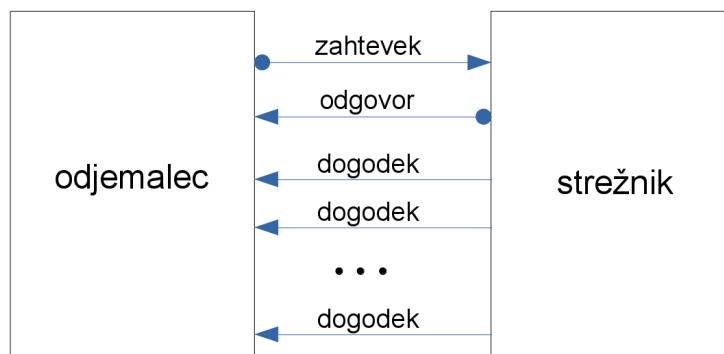 zahtevek
odgovor
odjemalec
dogodek
strežnik
dogodek
• • •
dogodek